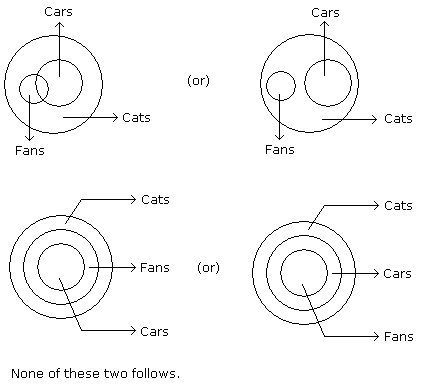 Cars
Cars
(or)
Cats
Cats
Fans
Fans
Cats
Cats
Fans
(or)
Cars
Cars
Fans
None of these two follows.